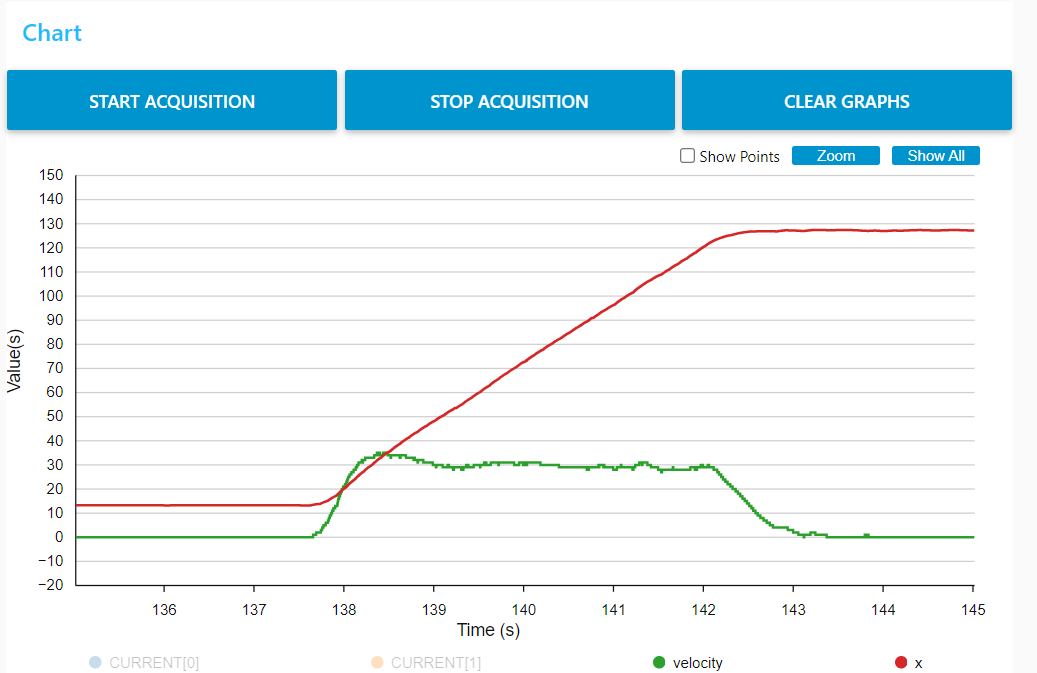 Chart
START ACQUISITION STOP ACQUISITION CLEAR GRAPHS
Show Points Zoom Show All
150
140
130
120
110
100
90
80
70
60
50
40
30
20
10
0
−10
−20
Value(s)
136 137 138 139 140 141 142 143 144 145
Time (s)
CURRENT[0] CURRENT[1] velocity x